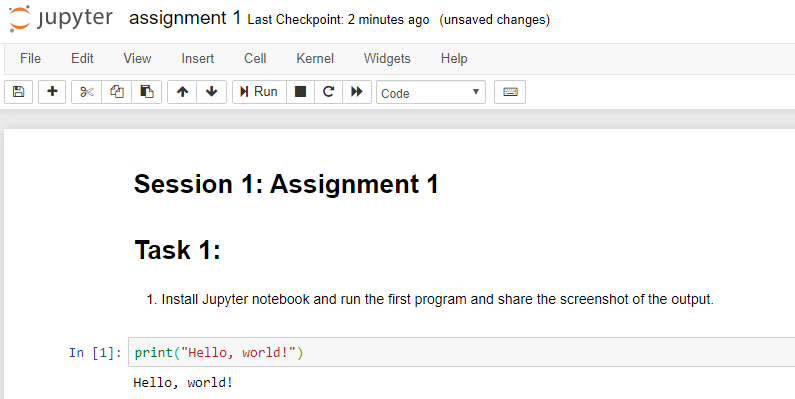 jupyter assignment 1 Last Checkpoint: 2 minutes ago (unsaved changes)
File Edit View Insert Cell Kernel Widgets Help
Run Code
Session 1: Assignment 1
Task 1:
1. Install Jupyter notebook and run the first program and share the screenshot of the output.
In [1]: print("Hello, world!")
Hello, world!